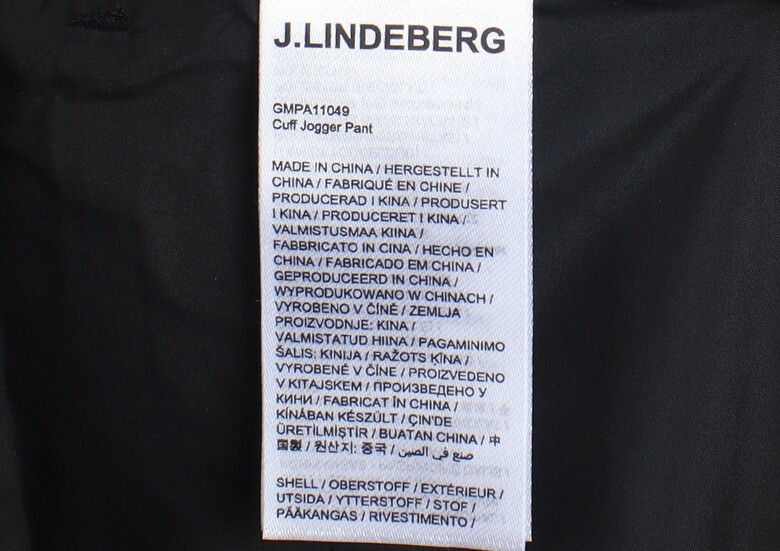 J.LINDEBERG
GMPA11049
Cuff Jogger Pant
MADE IN CHINA / HERGESTELLT IN
CHINA / FABRIQUÉ EN CHINE /
PRODUCERAD I KINA / PRODUSERT
I KINA / PRODUCERET I KINA /
VALMISTUSMAA KIINA /
FABBRICATO IN CINA / HECHO EN
CHINA / FABRICADO EM CHINA /
GEPRODUCEERD IN CHINA /
WYPRODUKOWANO W CHINACH /
VYROBENO V ČÍNĚ / ZEMLJA
PROIZVODNJE: KINA /
VALMISTATUD HIINA / PAGAMINIMO
ŠALIS: KINIJA / RAŽOTS ĶĪNA /
VYROBENÉ V ČÍNE / PROIZVEDENO
V KITAJSKEM / ПРОИЗВЕДЕНО У
КИНИ / FABRICAT ÎN CHINA /
KÍNÁBAN KÉSZÜLT / ÇIN'DE
ÜRETİLMİŞTİR / BUATAN CHINA / 中
国製 / 원산지: 중국 / صنع في الصين
SHELL / OBERSTOFF / EXTÉRIEUR /
UTSIDA / YTTERSTOFF / STOF /
PÄÄKANGAS / RIVESTIMENTO /